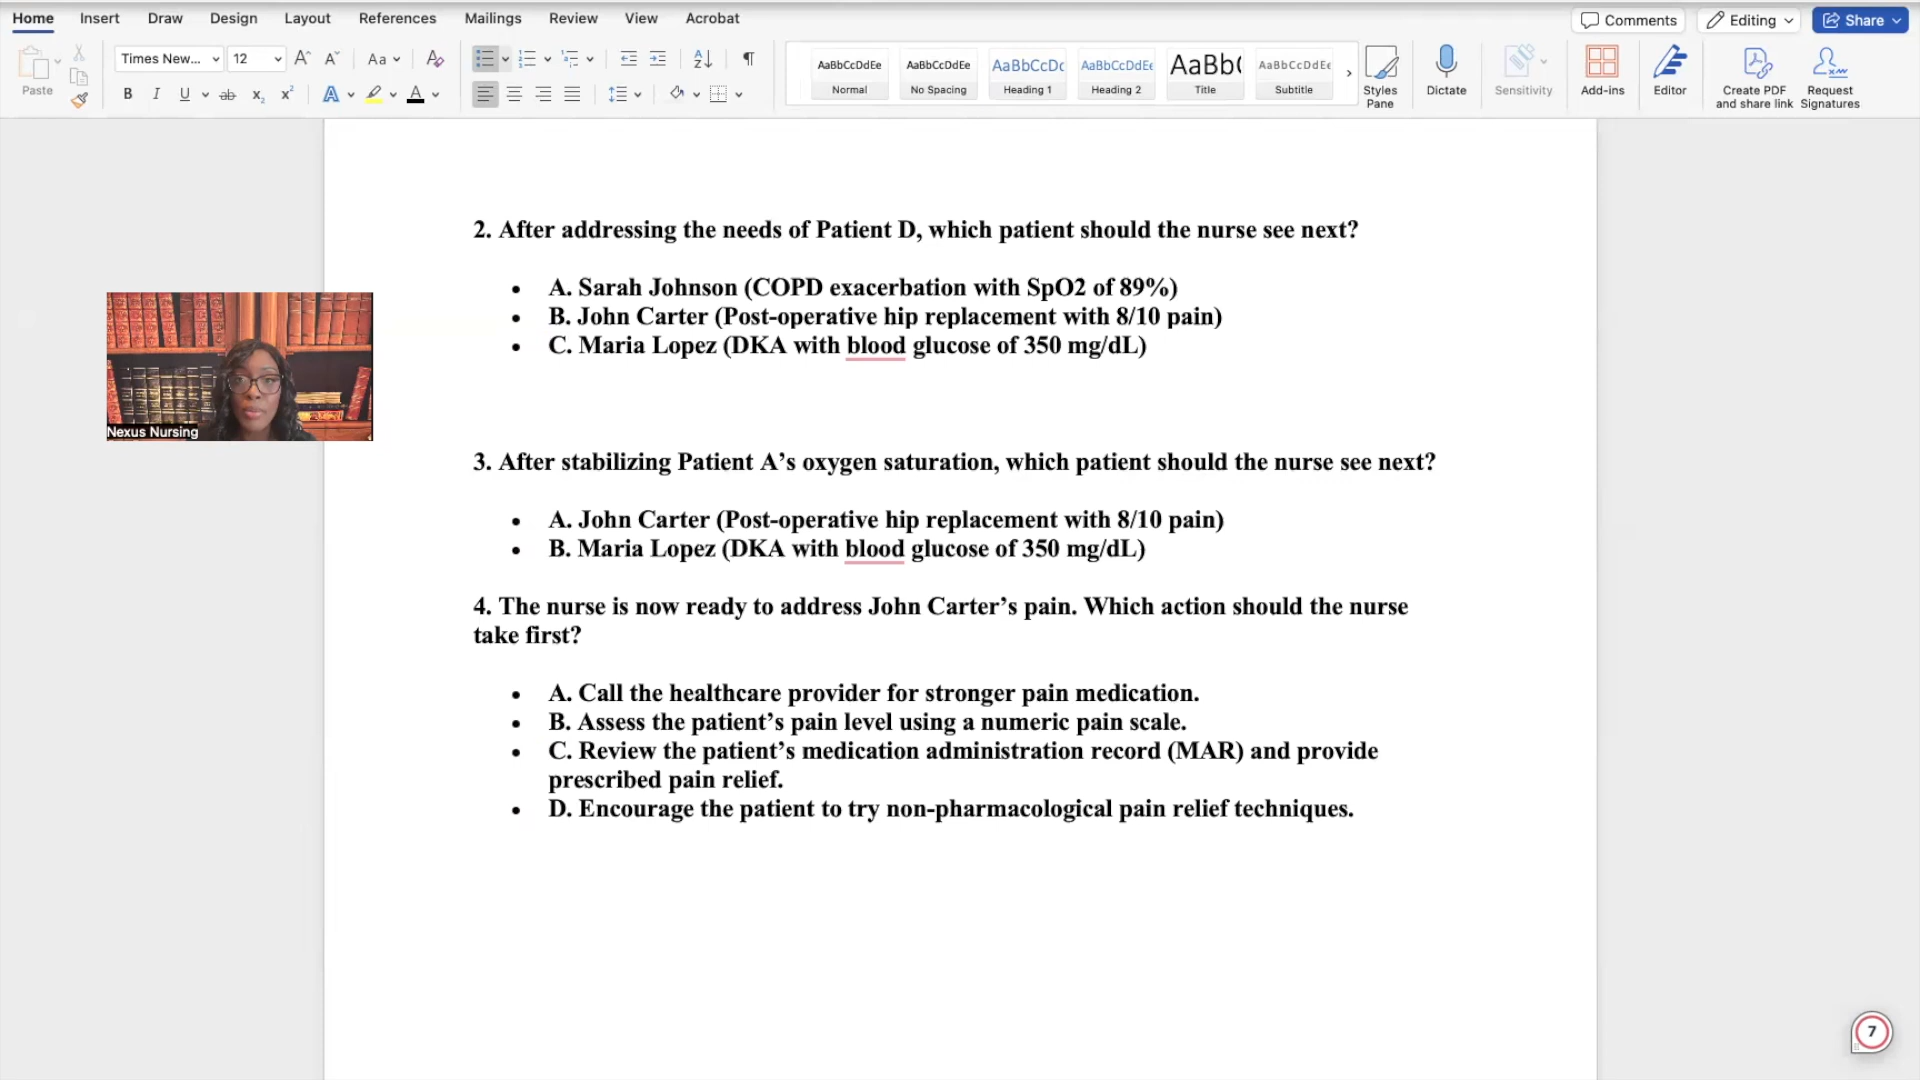 Home Insert Draw Design Layout References Mailings Review View Acrobat Comments Editing Share
Times New... 12 Aa
Paste
B I U ab x₂ x² A A
AaBbCcDdEe AaBbCcDdEe AaBbCcDc AaBbCcDdEe AaBb( AaBbCcDdEe
Normal No Spacing Heading 1 Heading 2 Title Subtitle
Styles Pane
Dictate
Sensitivity
Add-ins
Editor
Create PDF and share link
Request Signatures
2. After addressing the needs of Patient D, which patient should the nurse see next?
• A. Sarah Johnson (COPD exacerbation with SpO2 of 89%)
• B. John Carter (Post-operative hip replacement with 8/10 pain)
• C. Maria Lopez (DKA with blood glucose of 350 mg/dL)
Nexus Nursing
3. After stabilizing Patient A’s oxygen saturation, which patient should the nurse see next?
• A. John Carter (Post-operative hip replacement with 8/10 pain)
• B. Maria Lopez (DKA with blood glucose of 350 mg/dL)
4. The nurse is now ready to address John Carter’s pain. Which action should the nurse
take first?
• A. Call the healthcare provider for stronger pain medication.
• B. Assess the patient’s pain level using a numeric pain scale.
• C. Review the patient’s medication administration record (MAR) and provide
prescribed pain relief.
• D. Encourage the patient to try non-pharmacological pain relief techniques.
7